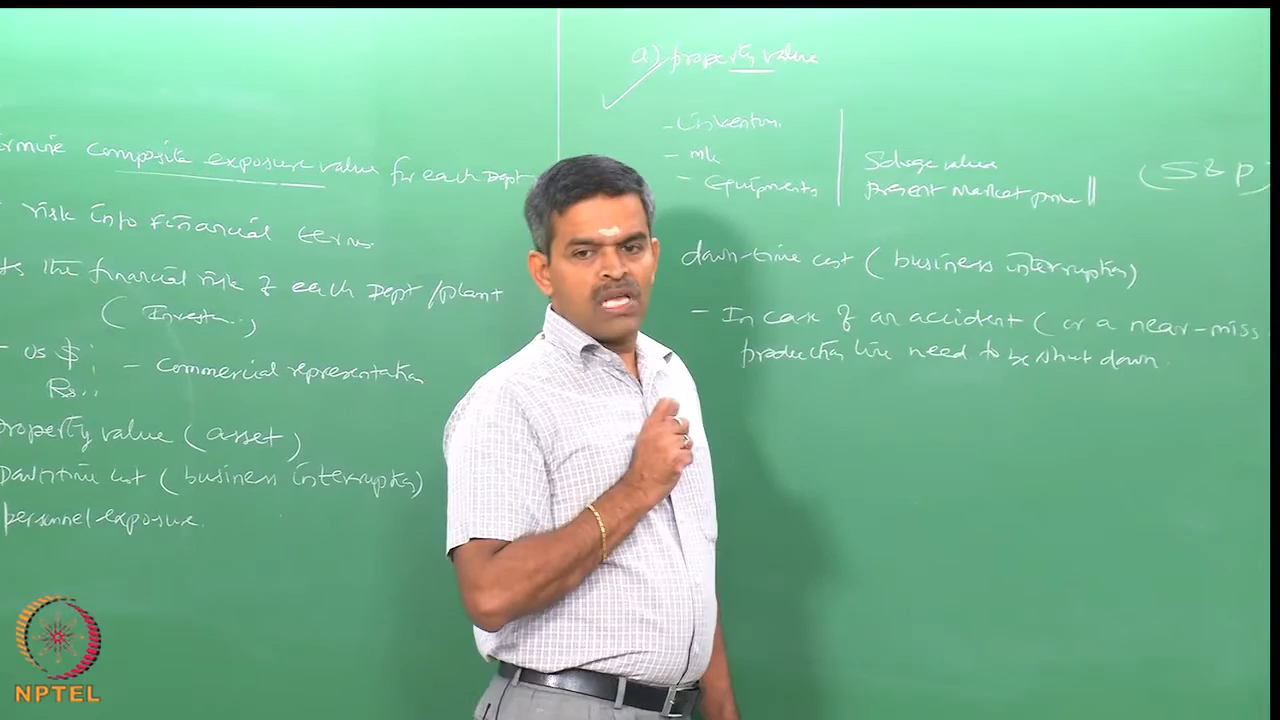 composite exposure value for each Dept
risk into financial terms.
the financial risk of each Dept/plant
- US $;
Rs...
- commercial representation
property value (asset)
Downtime cost (business interruption)
personnel exposure.
a) property value
- Equipments
Salvage value
Present Market price
down-time cost (business interruption)
- In case of an accident (or a near-miss
production line need to be shut down.
NPTEL